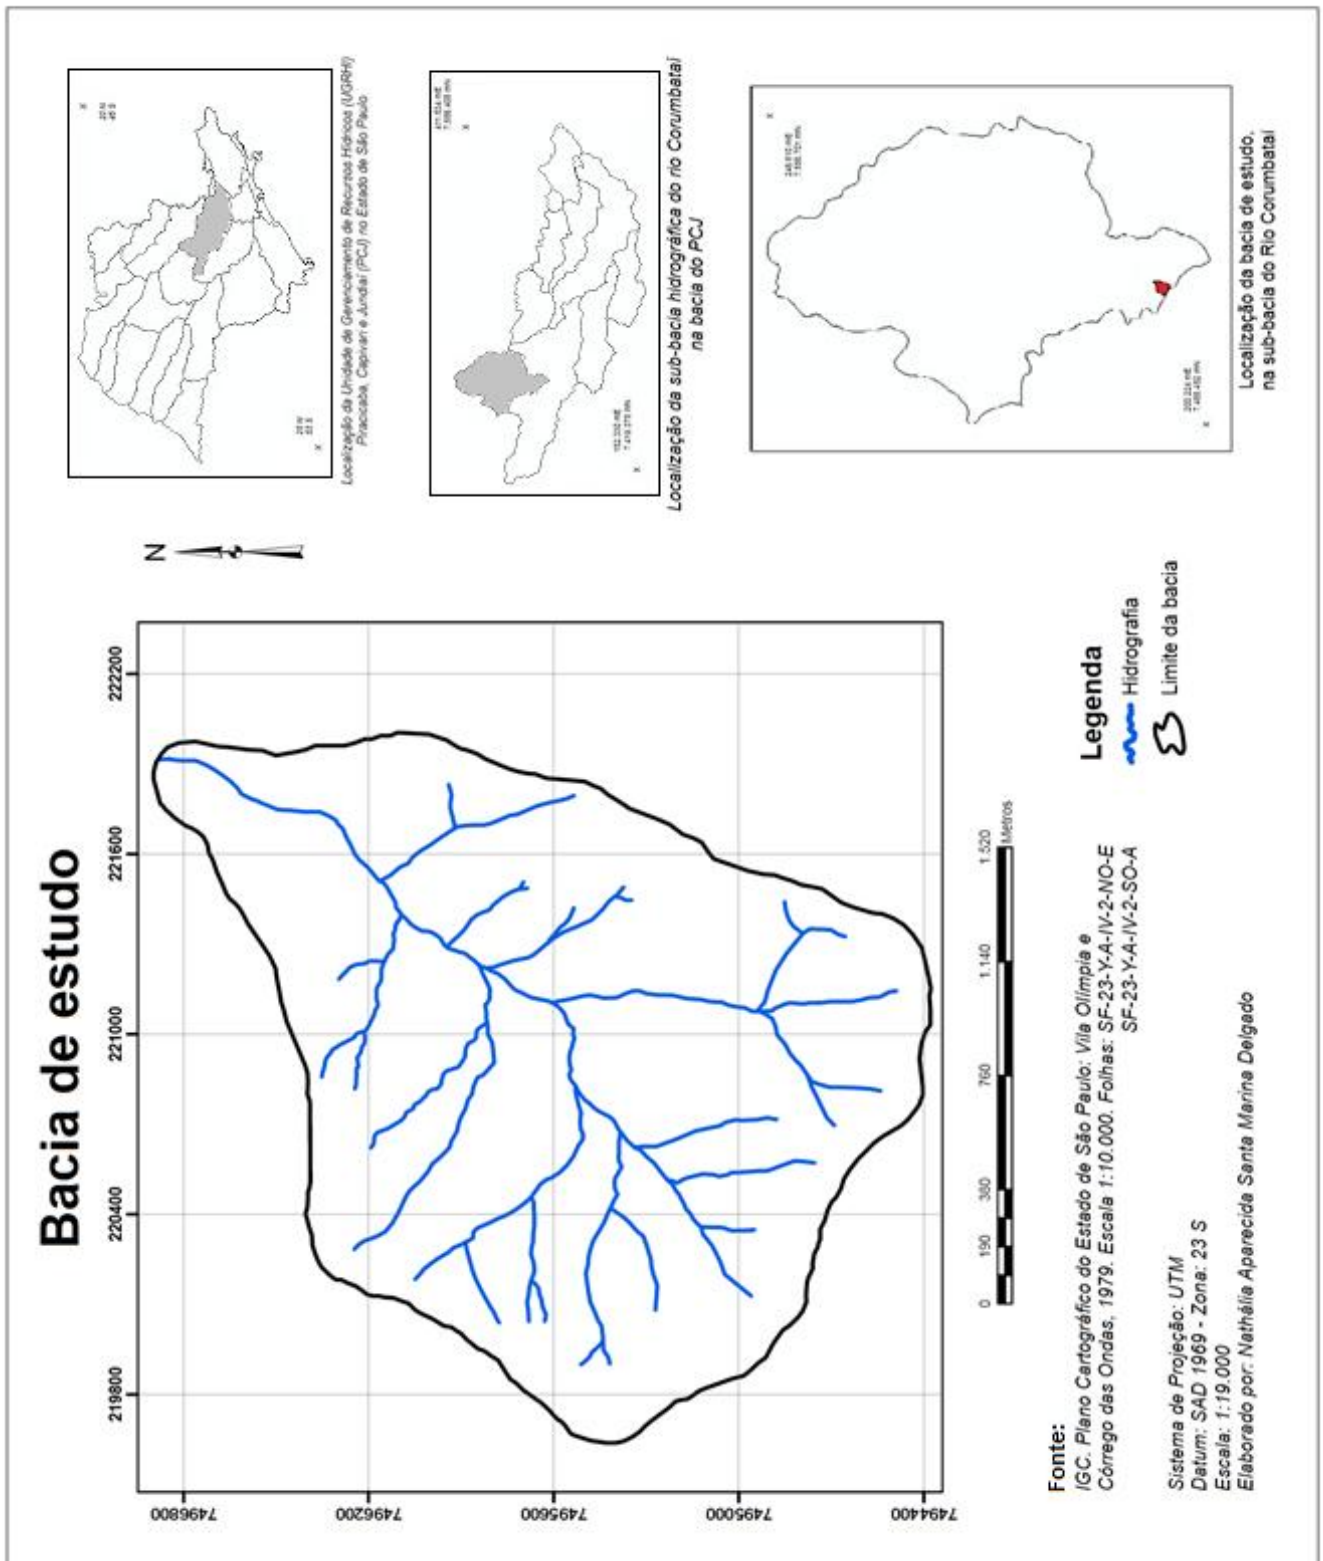 Bacia de estudo
219800
220400
221000
221600
222200
7496800
7496200
7495600
7495000
7494400
N
Localização da Unidade de Gerenciamento de Recursos Hídricos (UGRHI)
Piracicaba, Capivari e Jundiaí (PCJ) no Estado de São Paulo
X
X
Localização da sub-bacia hidrográfica do rio Corumbataí
na bacia do PCJ
X
X
Localização da bacia de estudo,
na sub-bacia do Rio Corumbataí
X
X
0 190 380 760 1.140 1.520
Metros
Legenda
Hidrografia
Limite da bacia
Fonte:
IGC. Plano Cartográfico do Estado de São Paulo: Vila Olímpia e
Córrego das Ondas, 1979. Escala 1:10.000. Folhas: SF-23-Y-A-IV-2-NO-E
SF-23-Y-A-IV-2-SO-A
Sistema de Projeção: UTM
Datum: SAD 1969 - Zona: 23 S
Escala: 1:19.000
Elaborado por: Nathália Aparecida Santa Marina Delgado